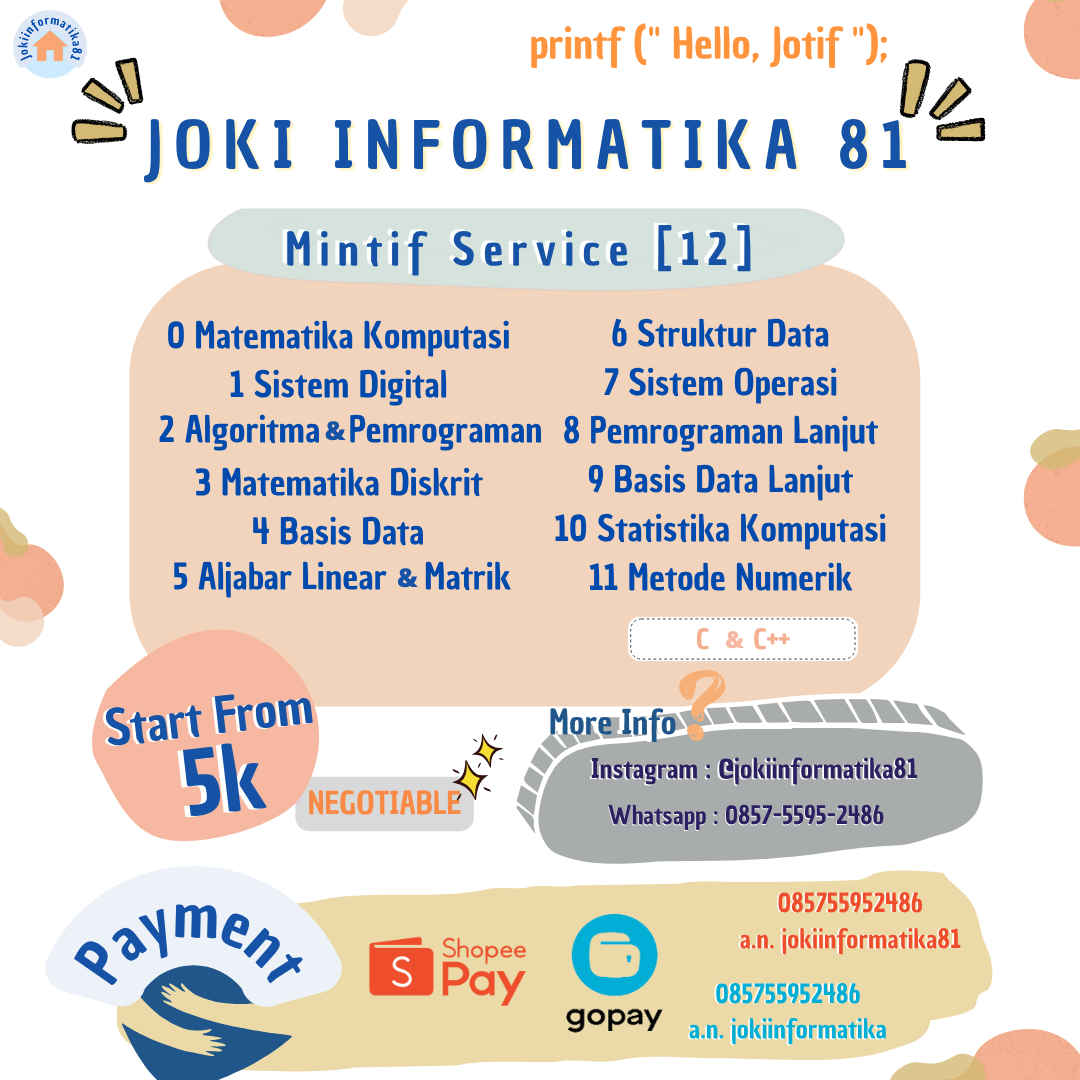 Jokiinformatika81
printf (" Hello, Jotif ");
JOKI INFORMATIKA 81
Mintif Service [12]
0 Matematika Komputasi
1 Sistem Digital
2 Algoritma & Pemrograman
3 Matematika Diskrit
4 Basis Data
5 Aljabar Linear & Matrik
6 Struktur Data
7 Sistem Operasi
8 Pemrograman Lanjut
9 Basis Data Lanjut
10 Statistika Komputasi
11 Metode Numerik
C & C++
Start From
5k
NEGOTIABLE
More Info ?
Instagram : @jokiinformatika81
Whatsapp : 0857-5595-2486
Payment
S
Shopee
Pay
gopay
085755952486
a.n. jokiinformatika81
085755952486
a.n. jokiinformatika